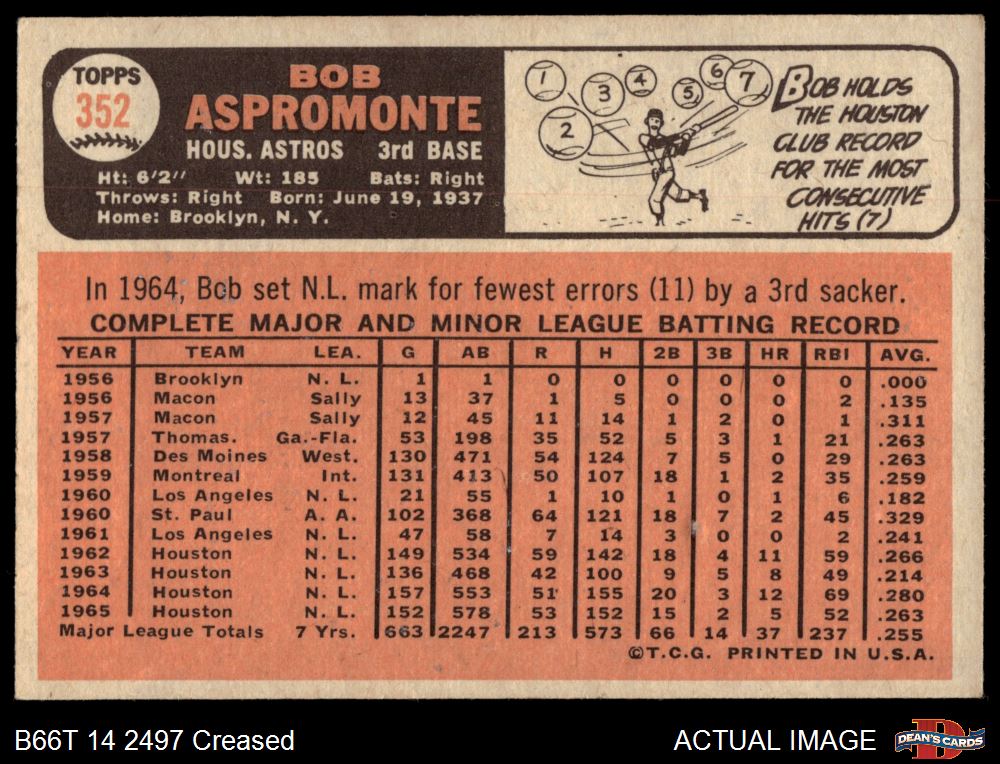 TOPPS
352
BOB
ASPROMONTE
HOUS. ASTROS 3rd BASE
Ht: 6'2" Wt: 185 Bats: Right
Throws: Right Born: June 19, 1937
Home: Brooklyn, N. Y.
1 2 3 4 5 6 7
BOB HOLDS
THE HOUSTON
CLUB RECORD
FOR THE MOST
CONSECUTIVE
HITS (7)
In 1964, Bob set N.L. mark for fewest errors (11) by a 3rd sacker.
COMPLETE MAJOR AND MINOR LEAGUE BATTING RECORD
YEAR TEAM LEA. G AB R H 2B 3B HR RBI AVG.
1956 Brooklyn N. L. 1 1 0 0 0 0 0 0 .000
1956 Macon Sally 13 37 1 5 0 0 0 2 .135
1957 Macon Sally 12 45 11 14 1 2 0 1 .311
1957 Thomas. Ga.-Fla. 53 198 35 52 5 3 1 21 .263
1958 Des Moines West. 130 471 54 124 7 5 0 29 .263
1959 Montreal Int. 131 413 50 107 18 1 2 35 .259
1960 Los Angeles N. L. 21 55 1 10 1 0 1 6 .182
1960 St. Paul A. A. 102 368 64 121 18 7 2 45 .329
1961 Los Angeles N. L. 47 58 7 14 3 0 0 2 .241
1962 Houston N. L. 149 534 59 142 18 4 11 59 .266
1963 Houston N. L. 136 468 42 100 9 5 8 49 .214
1964 Houston N. L. 157 553 51 155 20 3 12 69 .280
1965 Houston N. L. 152 578 53 152 15 2 5 52 .263
Major League Totals 7 Yrs. 663 2247 213 573 66 14 37 237 .255
©T.C.G. PRINTED IN U.S.A.
B66T 14 2497 Creased
ACTUAL IMAGE
DEAN'S CARDS